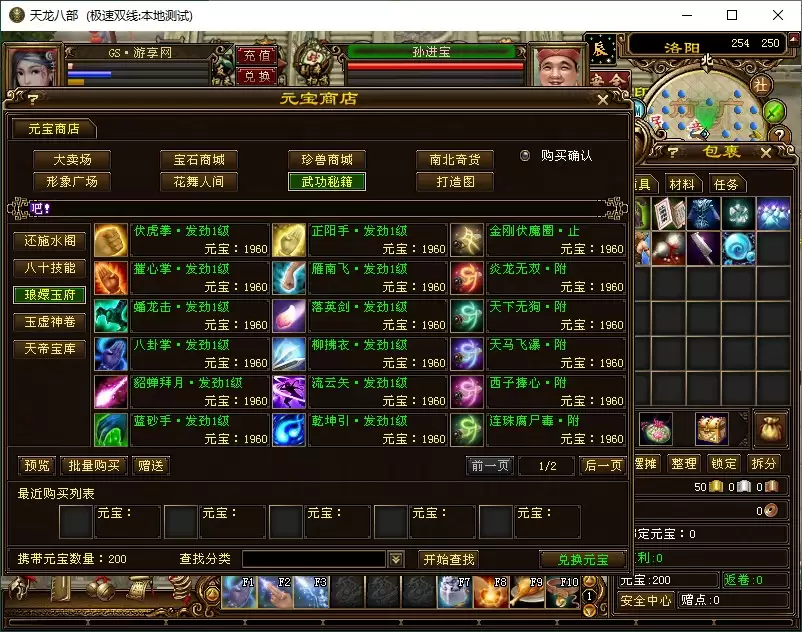 天龙八部 (极速双线:本地测试)
GS·游享网
充值
兑换
孙进宝
洛阳
254 250
北
社
安全
元宝商店
元宝商店
大卖场
宝石商城
珍兽商城
南北奇货
购买确认
形象广场
花舞人间
武功秘籍
打造图
吧!
还施水阁
八十技能
琅嬛玉府
玉虚神卷
天帝宝库
伏虎拳·发劲1级
元宝：1960
正阳手·发劲1级
元宝：1960
金刚伏魔圈·止
元宝：1960
摧心掌·发劲1级
元宝：1960
雁南飞·发劲1级
元宝：1960
炎龙无双·附
元宝：1960
蟠龙击·发劲1级
元宝：1960
落英剑·发劲1级
元宝：1960
天下无狗·附
元宝：1960
八卦掌·发劲1级
元宝：1960
柳拂衣·发劲1级
元宝：1960
天马飞瀑·附
元宝：1960
貂蝉拜月·发劲1级
元宝：1960
流云矢·发劲1级
元宝：1960
西子捧心·附
元宝：1960
蓝砂手·发劲1级
元宝：1960
乾坤引·发劲1级
元宝：1960
连珠腐尸毒·附
元宝：1960
预览
批量购买
赠送
前一页
1/2
后一页
最近购买列表
元宝：
元宝：
元宝：
元宝：
元宝：
携带元宝数量：200
查找分类
开始查找
兑换元宝
包裹
具
材料
任务
摆摊
整理
锁定
拆分
50 0 0
0
定元宝：0
利:0
元宝:200
返卷:0
安全中心
赠点:0
F1
F2
F3
F7
F8
F9
F10
1